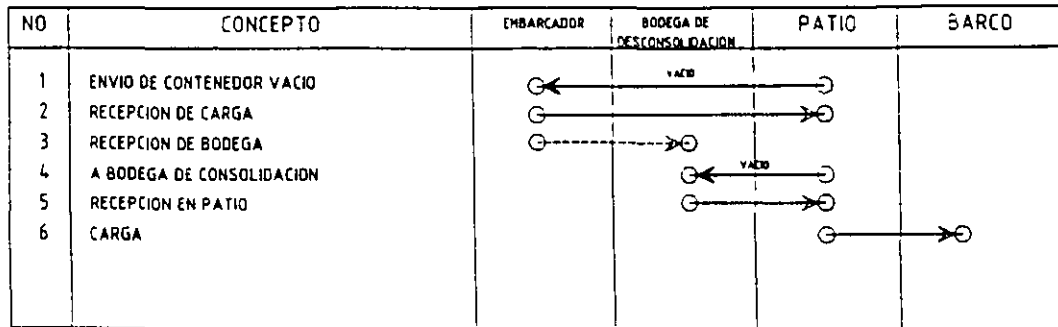 NO CONCEPTO EMBARCADOR BODEGA DE DESCONSOLIDACION PATIO BARCO
1 ENVIO DE CONTENEDOR VACIO VACIO
2 RECEPCION DE CARGA
3 RECEPCION DE BODEGA
4 A BODEGA DE CONSOLIDACION VACIO
5 RECEPCION EN PATIO
6 CARGA